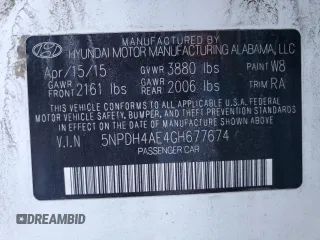 MANUFACTURED BY
HYUNDAI MOTOR MANUFACTURING ALABAMA, LLC
Apr/15/15 GVWR 3880 lbs PAINT W8
GAWR FRONT 2161 lbs GAWR REAR 2006 lbs TRIM RA
THIS VEHICLE CONFORMS TO ALL APPLICABLE
U.S. FEDERAL MOTOR VEHICLE
SAFETY, BUMPER, AND THEFT PREVENTION STANDARDS
IN EFFECT ON THE DATE OF MANUFACTURE SHOWN ABOVE.
V.I.N 5NPDH4AE4GH677674
PASSENGER CAR
©DREAMBID
DREAMBID.COM